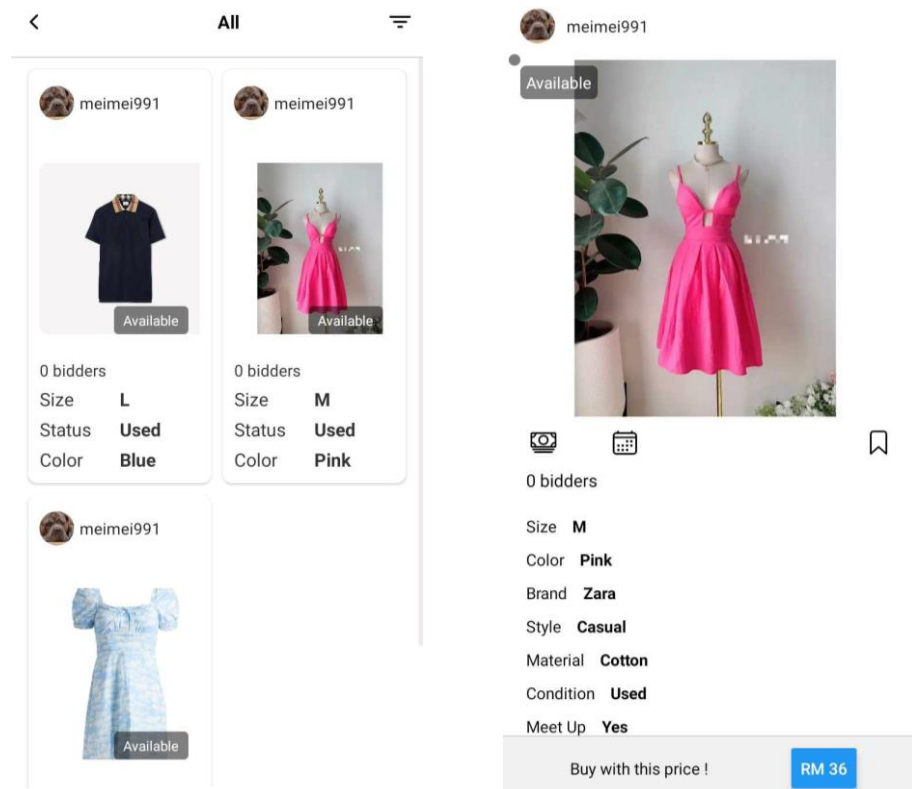 All
meimei991
meimei991
Available
Available
0 bidders
0 bidders
Size L
Size M
Status Used
Status Used
Color Blue
Color Pink
meimei991
Available
meimei991
Available
0 bidders
Size M
Color Pink
Brand Zara
Style Casual
Material Cotton
Condition Used
Meet Up Yes
Buy with this price !
RM 36